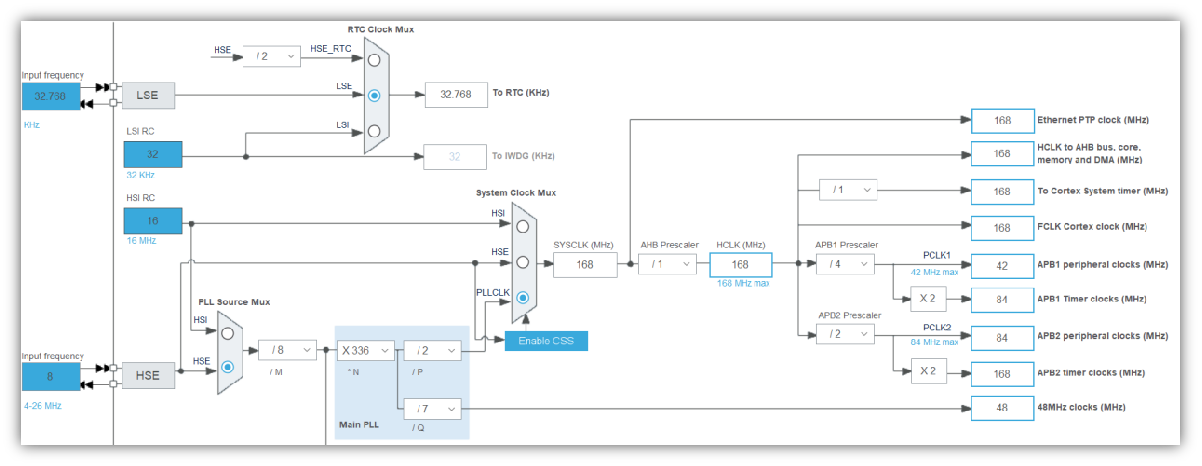 RTC Clock Mux
HSE
/ 2
HSE_RTC
Input frequency
32.768
KHz
LSE
LSE
32.768
To RTC (KHz)
LSI RC
32
32 KHz
LSI
32
To IWDG (KHz)
HSI RC
16
16 MHz
System Clock Mux
HSI
HSE
PLLCLK
SYSCLK (MHz)
168
AHB Prescaler
/ 1
HCLK (MHz)
168
168 MHz max
168
Ethernet PTP clock (MHz)
168
HCLK to AHB bus, core,
memory and DMA (MHz)
/ 1
168
To Cortex System timer (MHz)
168
FCLK Cortex clock (MHz)
APB1 Prescaler
/ 4
PCLK1
42 MHz max
42
APB1 peripheral clocks (MHz)
X 2
84
APB1 Timer clocks (MHz)
APB2 Prescaler
/ 2
PCLK2
84 MHz max
84
APB2 peripheral clocks (MHz)
X 2
168
APB2 timer clocks (MHz)
48
48MHz clocks (MHz)
Enable CSS
PLL Source Mux
HSI
HSE
Input frequency
8
4-26 MHz
HSE
/ 8
/ M
X 336
* N
/ 2
/ P
/ 7
/ Q
Main PLL